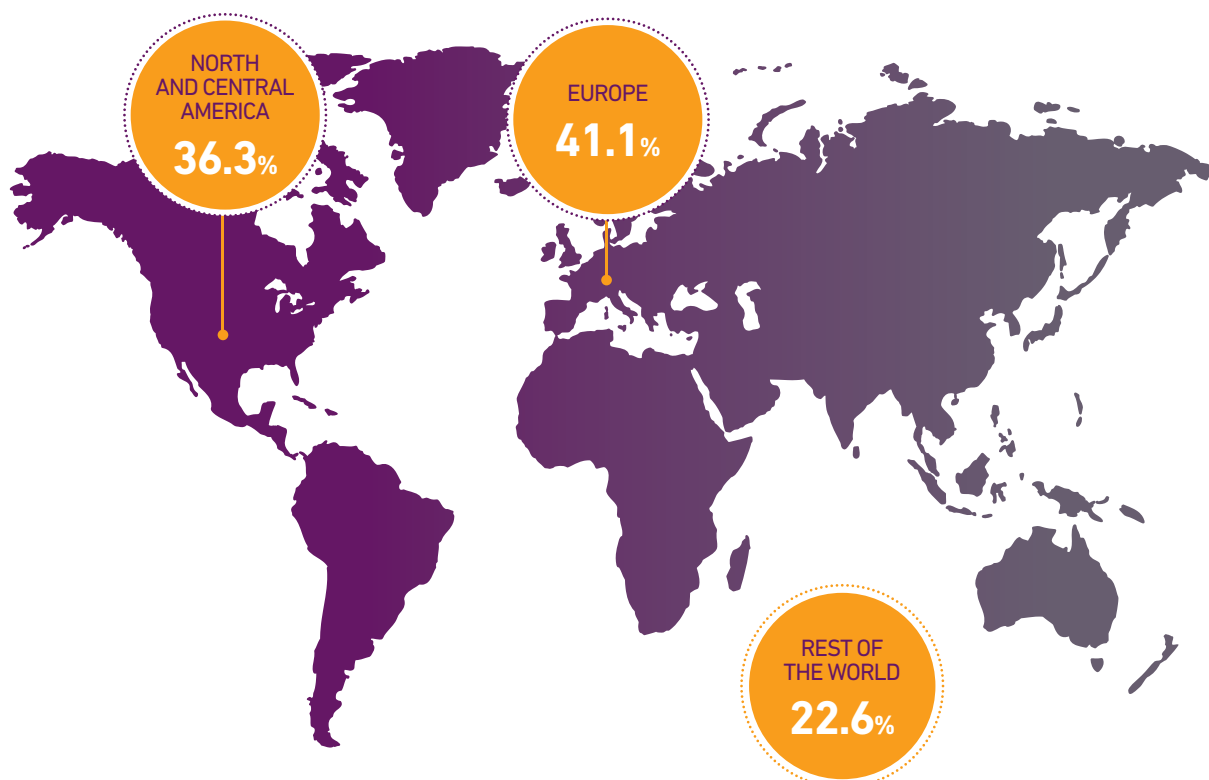 NORTH
AND CENTRAL
AMERICA
36.3%
EUROPE
41.1%
REST OF
THE WORLD
22.6%